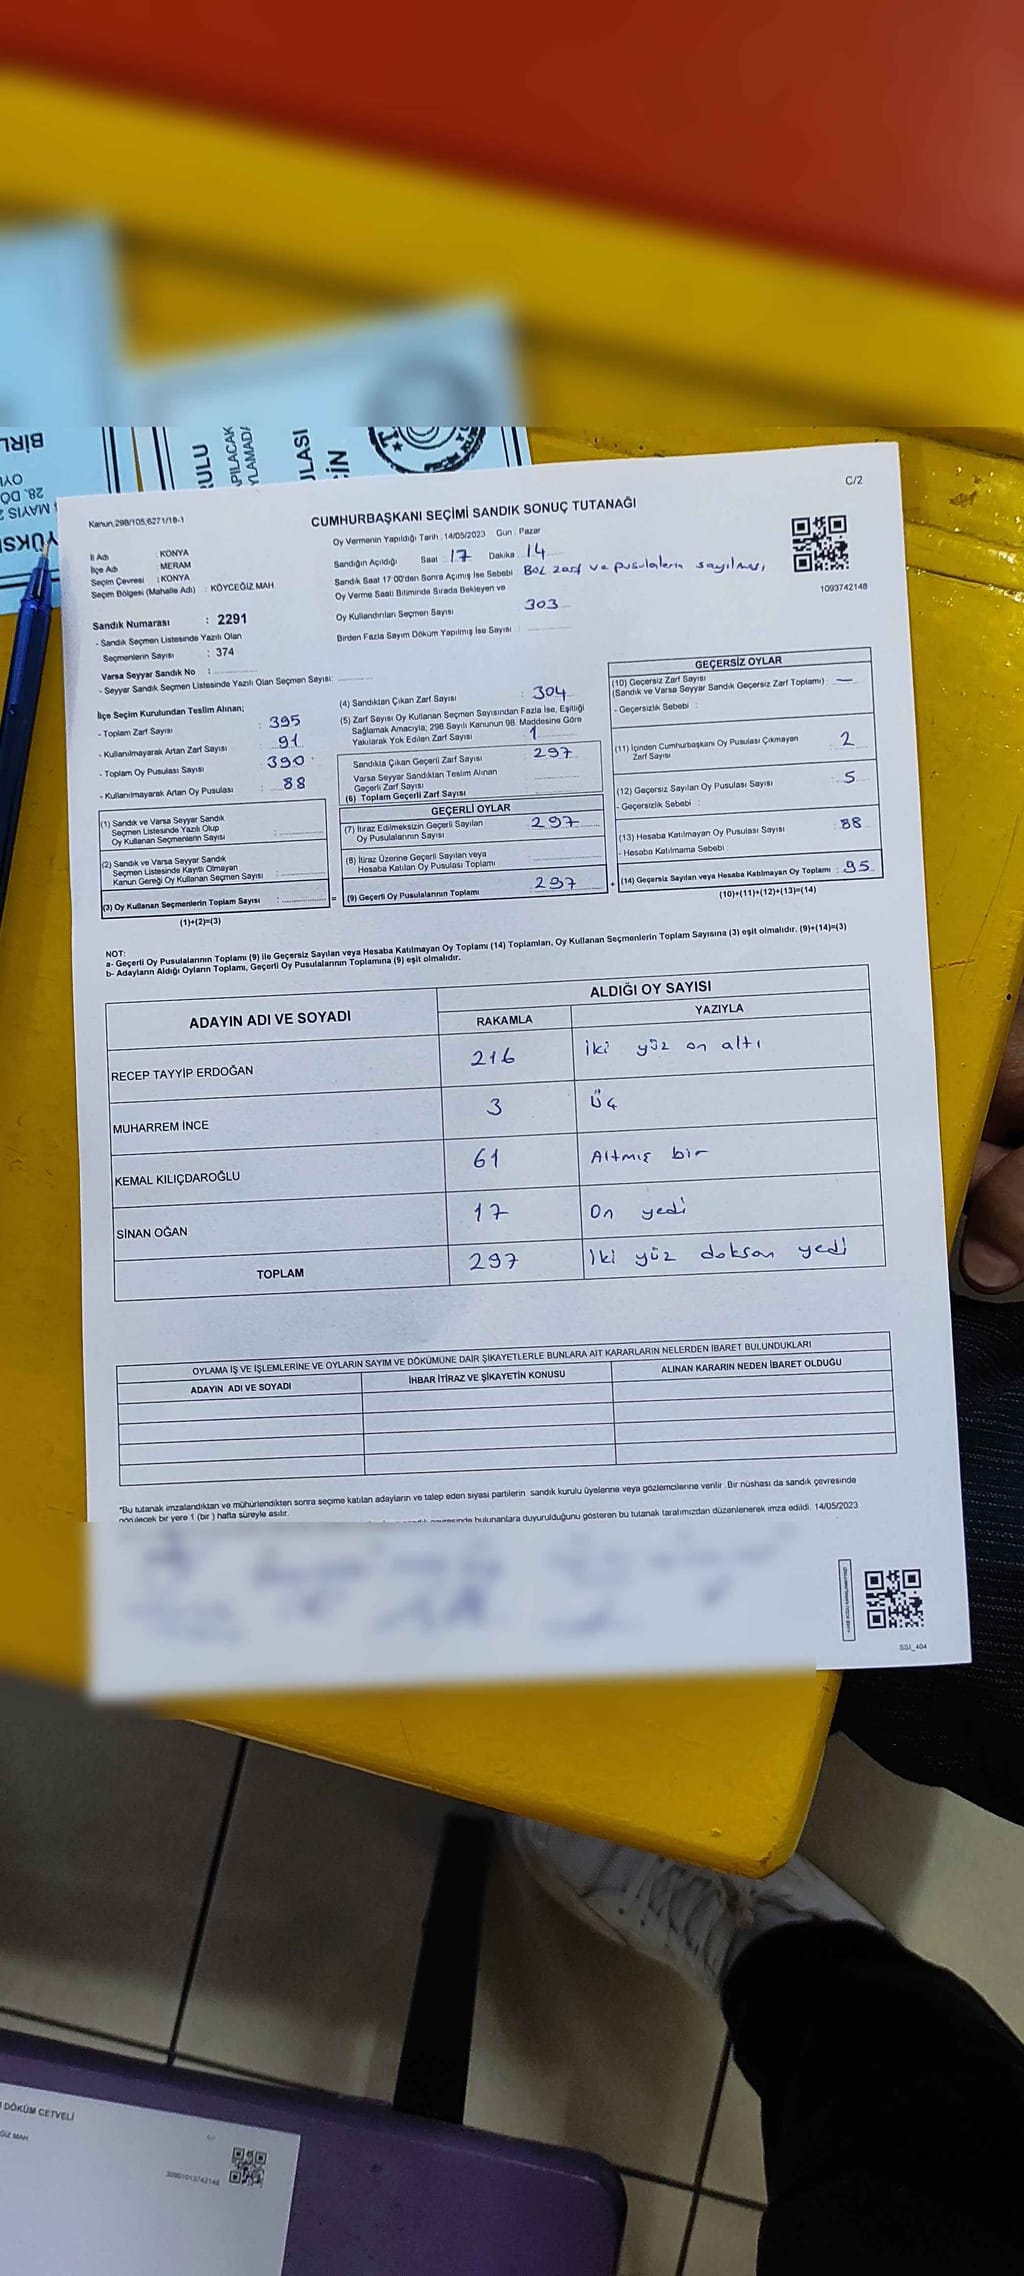 BİRL
OYU
28. DÖ
MAYIS 2
YÜKS
RULU
APILACAK
YLAMADA
ULASI
İN
C/2
Kanun,298/105,6271/18-1
CUMHURBAŞKANI SEÇİMİ SANDIK SONUÇ TUTANAĞI
İl Adı : KONYA
İlçe Adı : MERAM
Seçim Çevresi : KONYA
Seçim Bölgesi (Mahalle Adı) : KÖYCEĞİZ MAH
Oy Vermenin Yapıldığı Tarih : 14/05/2023 Gün : Pazar
Sandığın Açıldığı Saat 17 Dakika 14
Sandık Saat 17 00'den Sonra Açımış İse Sebebi Bol zarf ve pusulaların sayılması,
Oy Verme Saati Bitiminde Sırada Bekleyen ve
Oy Kullandırılan Seçmen Sayısı 303
Birden Fazla Sayım Döküm Yapılmış İse Sayısı :
1093742148
Sandık Numarası : 2291
- Sandık Seçmen Listesinde Yazılı Olan
Seçmenlerin Sayısı : 374
Varsa Seyyar Sandık No :
- Seyyar Sandık Seçmen Listesinde Yazılı Olan Seçmen Sayısı:
İlçe Seçim Kurulundan Teslim Alınan;
- Toplam Zarf Sayısı : 395
- Kullanılmayarak Artan Zarf Sayısı : 91
- Toplam Oy Pusulası Sayısı : 390
- Kullanılmayarak Artan Oy Pusulası : 88
(1) Sandık ve Varsa Seyyar Sandık
Seçmen Listesinde Yazılı Olup
Oy Kullanan Seçmenlerin Sayısı :
(2) Sandık ve Varsa Seyyar Sandık
Seçmen Listesinde Kayıtlı Olmayan
Kanun Gereği Oy Kullanan Seçmen Sayısı :
(3) Oy Kullanan Seçmenlerin Toplam Sayısı : =
(1)+(2)=(3)
(4) Sandıktan Çıkan Zarf Sayısı : 304
(5) Zarf Sayısı Oy Kullanan Seçmen Sayısından Fazla İse, Eşitliği
Sağlamak Amacıyla; 298 Sayılı Kanunun 98. Maddesine Göre
Yakılarak Yok Edilen Zarf Sayısı : 1
Sandıkta Çıkan Geçerli Zarf Sayısı : 297
Varsa Seyyar Sandıktan Teslim Alınan
Geçerli Zarf Sayısı :
(6) Toplam Geçerli Zarf Sayısı
GEÇERLİ OYLAR
(7) İtiraz Edilmeksizin Geçerli Sayılan
Oy Pusulalarının Sayısı : 297
(8) İtiraz Üzerine Geçerli Sayılan veya
Hesaba Katılan Oy Pusulası Toplamı :
(9) Geçerli Oy Pusulalarının Toplamı : 297 +
GEÇERSİZ OYLAR
(10) Geçersiz Zarf Sayısı
(Sandık ve Varsa Seyyar Sandık Geçersiz Zarf Toplamı) : —
- Geçersizlik Sebebi :
(11) İçinden Cumhurbaşkanı Oy Pusulası Çıkmayan
Zarf Sayısı : 2
(12) Geçersiz Sayılan Oy Pusulası Sayısı : 5
- Geçersizlik Sebebi :
(13) Hesaba Katılmayan Oy Pusulası Sayısı : 88
- Hesaba Katılmama Sebebi :
(14) Geçersiz Sayılan veya Hesaba Katılmayan Oy Toplamı : 95
(10)+(11)+(12)+(13)=(14)
NOT:
a- Geçerli Oy Pusulalarının Toplamı (9) ile Geçersiz Sayılan veya Hesaba Katılmayan Oy Toplamı (14) Toplamları, Oy Kullanan Seçmenlerin Toplam Sayısına (3) eşit olmalıdır. (9)+(14)=(3)
b- Adayların Aldığı Oyların Toplamı, Geçerli Oy Pusulalarının Toplamına (9) eşit olmalıdır.
ADAYIN ADI VE SOYADI
ALDIĞI OY SAYISI
RAKAMLA YAZIYLA
RECEP TAYYİP ERDOĞAN 216 iki yüz on altı
MUHARREM İNCE 3 Üç
KEMAL KILIÇDAROĞLU 61 Altmış bir
SİNAN OĞAN 17 On yedi
TOPLAM 297 İki yüz doksan yedi
OYLAMA İŞ VE İŞLEMLERİNE VE OYLARIN SAYIM VE DÖKÜMÜNE DAİR ŞİKAYETLERLE BUNLARA AİT KARARLARIN NELERDEN İBARET BULUNDUKLARI
ADAYIN ADI VE SOYADI İHBAR İTİRAZ VE ŞİKAYETİN KONUSU ALINAN KARARIN NEDEN İBARET OLDUĞU
*Bu tutanak imzalandıktan ve mühürlendikten sonra seçime katılan adayların ve talep eden siyasi partilerin sandık kurulu üyelerine veya gözlemcilerine verilir. Bir nüshası da sandık çevresinde
görülecek bir yere 1 (bir) hafta süreyle asılır.
bulunanlara duyurulduğunu gösteren bu tutanak tarafımızdan düzenlenerek imza edildi. 14/05/2023
SSI_404
DÖKÜM CETVELİ
ĞİZ MAH